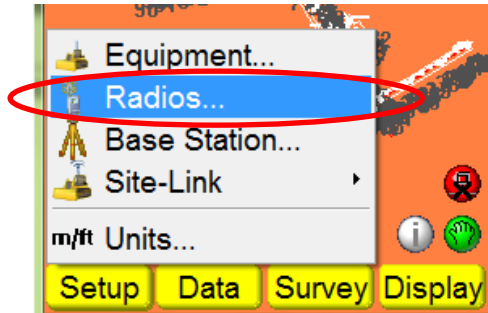 Equipment...
Radios...
Base Station...
Site-Link
m/ft Units...
Setup Data Survey Display